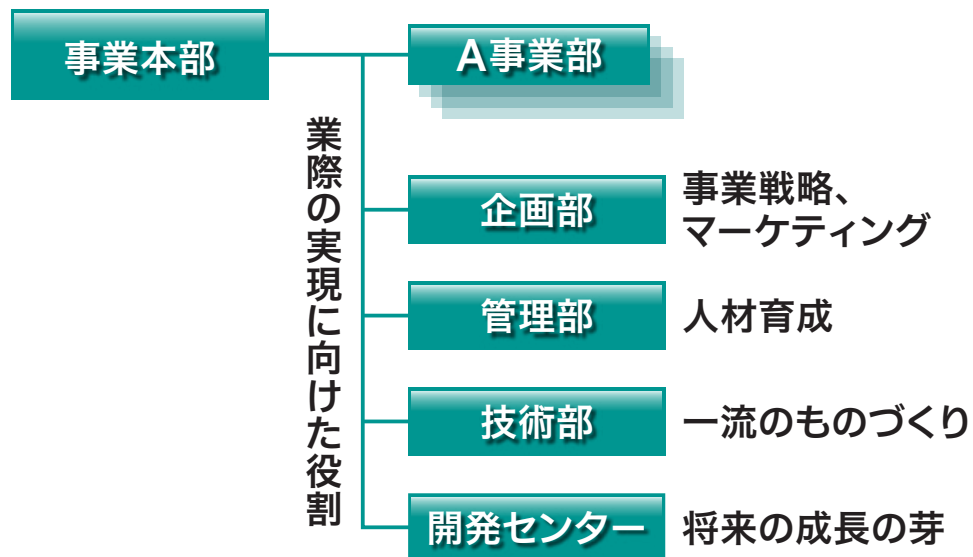 事業本部
A事業部
業際の実現に向けた役割
企画部
事業戦略、
マーケティング
管理部
人材育成
技術部
一流のものづくり
開発センター
将来の成長の芽